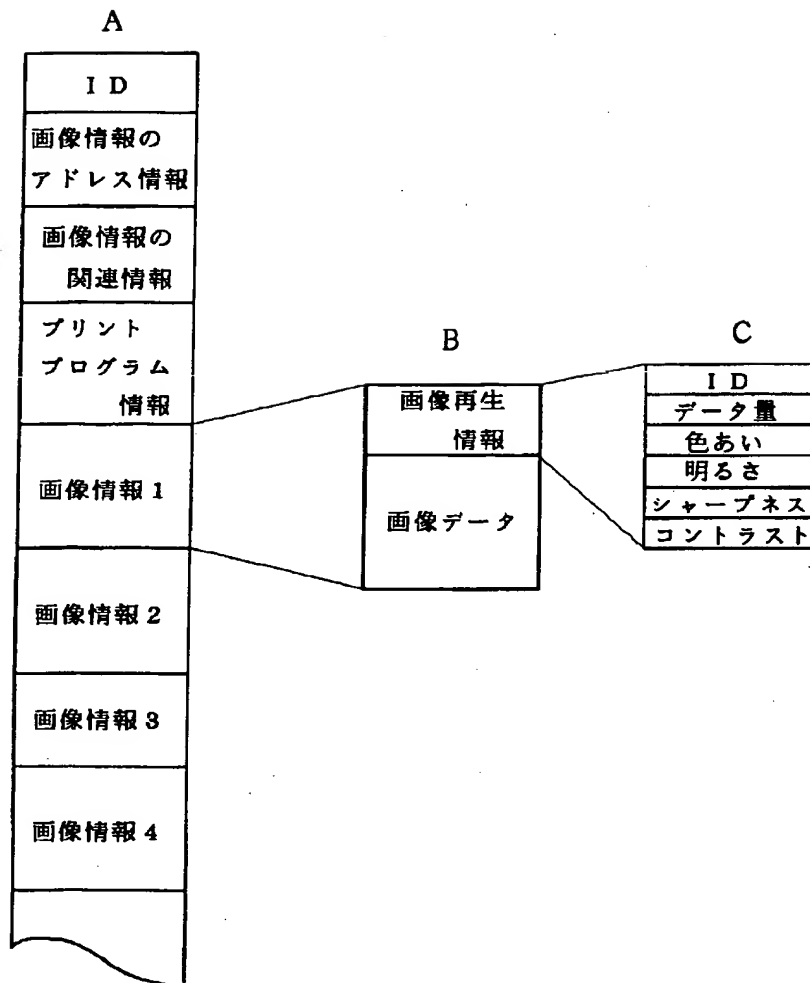 A
ID
画像情報の
アドレス情報
画像情報の
関連情報
プリント
プログラム
情報
画像情報1
画像情報2
画像情報3
画像情報4
B
画像再生
情報
画像データ
C
ID
データ量
色あい
明るさ
シャープネス
コントラスト